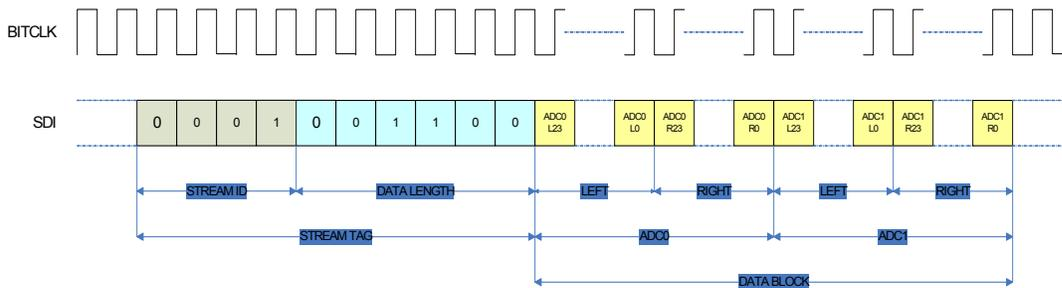 BITCLK
SDI
0 0 0 1 0 0 1 1 0 0 ADC0 L23 ADC0 L0 ADC0 R23 ADC0 R0 ADC1 L23 ADC1 L0 ADC1 R23 ADC1 R0
STREAM ID DATA LENGTH LEFT RIGHT LEFT RIGHT
STREAM TAG ADC0 ADC1
DATA BLOCK